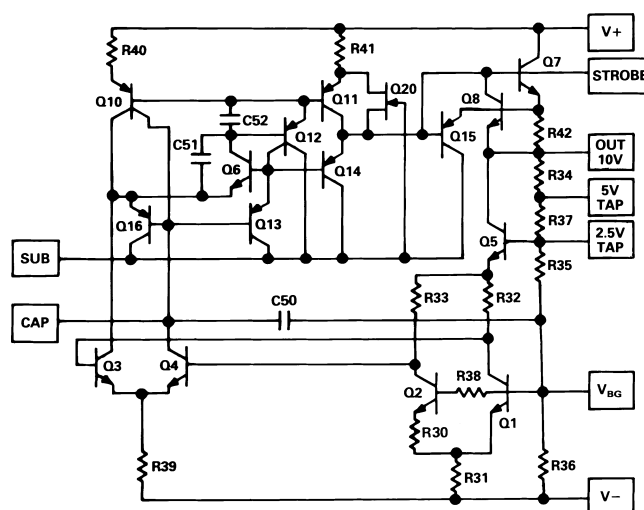 V+
R40
R41
Q7
STROBE
Q20
Q10
Q11
Q8
C52
Q12
Q15
R42
OUT
10V
C51
Q6
Q14
R34
5V
TAP
Q16
Q13
R37
Q5
2.5V
TAP
SUB
R35
R33
R32
C50
CAP
Q3
Q4
R38
Q2
VBG
Q1
R30
R39
R31
R36
V−